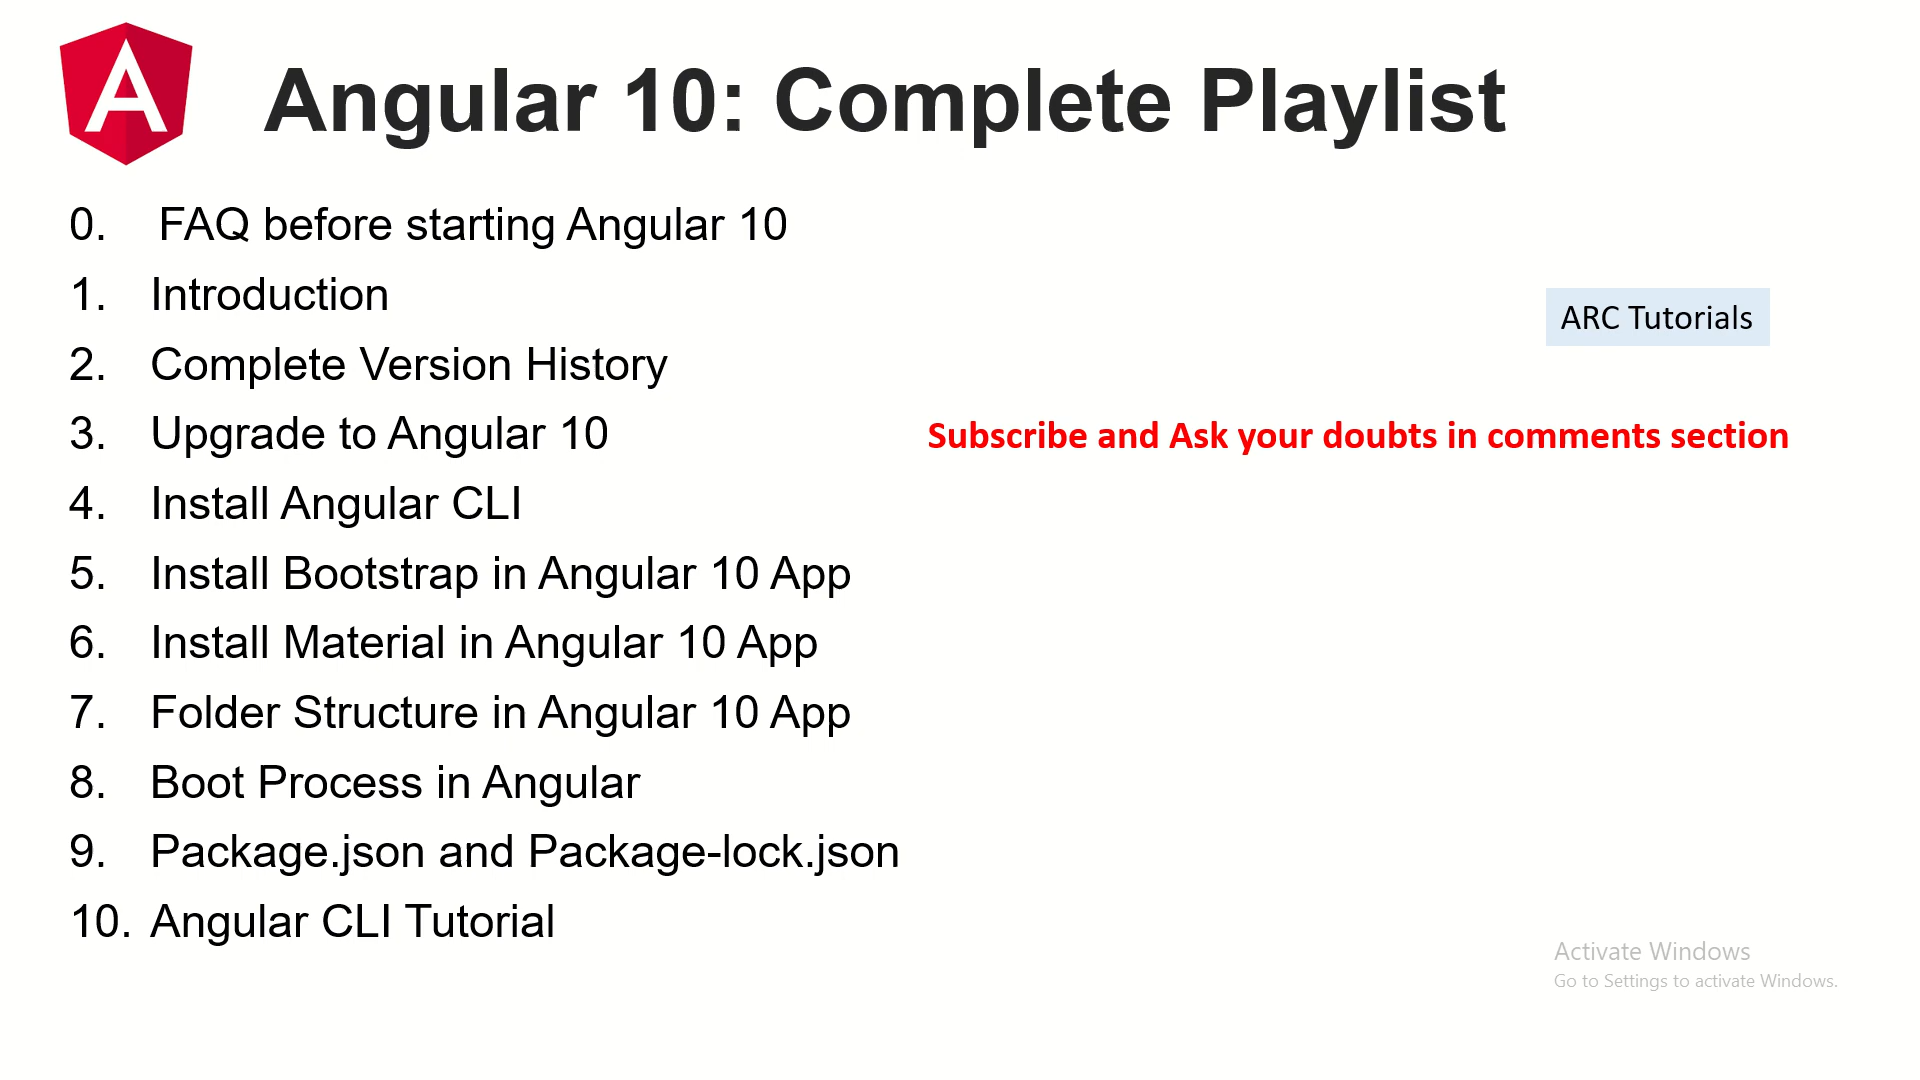 A
Angular 10: Complete Playlist
0. FAQ before starting Angular 10
1. Introduction
2. Complete Version History
3. Upgrade to Angular 10
4. Install Angular CLI
5. Install Bootstrap in Angular 10 App
6. Install Material in Angular 10 App
7. Folder Structure in Angular 10 App
8. Boot Process in Angular
9. Package.json and Package-lock.json
10. Angular CLI Tutorial
ARC Tutorials
Subscribe and Ask your doubts in comments section
Activate Windows
Go to Settings to activate Windows.